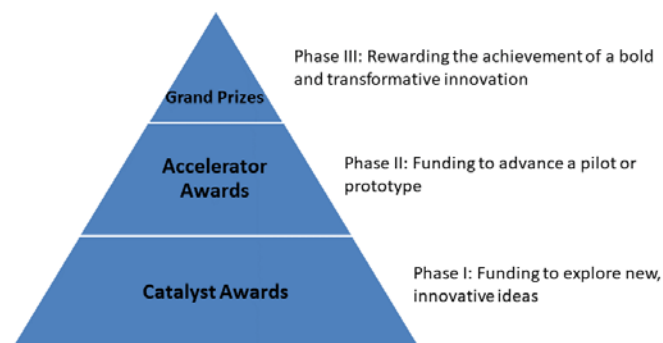 Phase III: Rewarding the achievement of a bold
and transformative innovation
Grand Prizes
Accelerator
Awards
Phase II: Funding to advance a pilot or
prototype
Catalyst Awards
Phase I: Funding to explore new,
innovative ideas